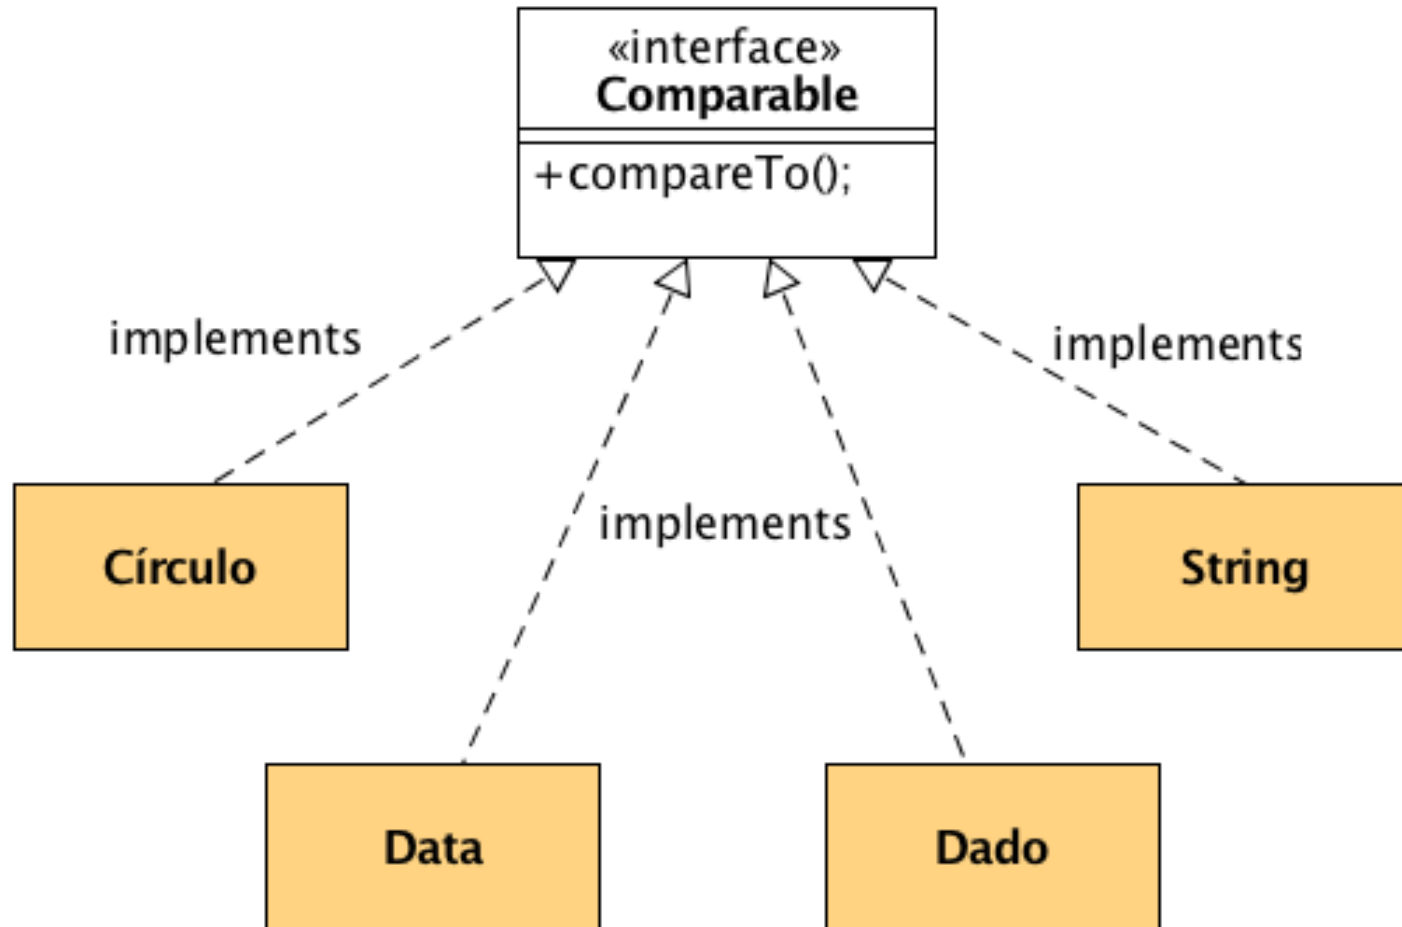 «interface»
Comparable
+compareTo();
implements
implements
implements
Círculo
String
Data
Dado